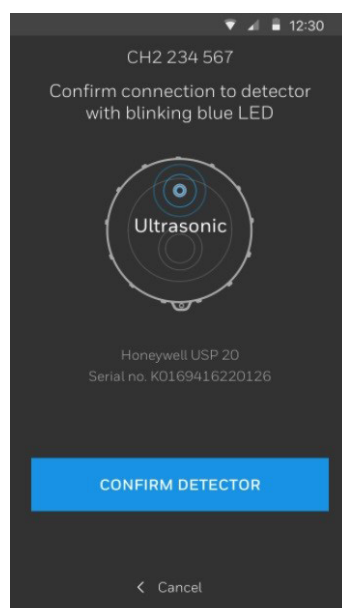 12:30
CH2 234 567
Confirm connection to detector
with blinking blue LED
Ultrasonic
Honeywell USP 20
Serial no. K0169416220126
CONFIRM DETECTOR
Cancel